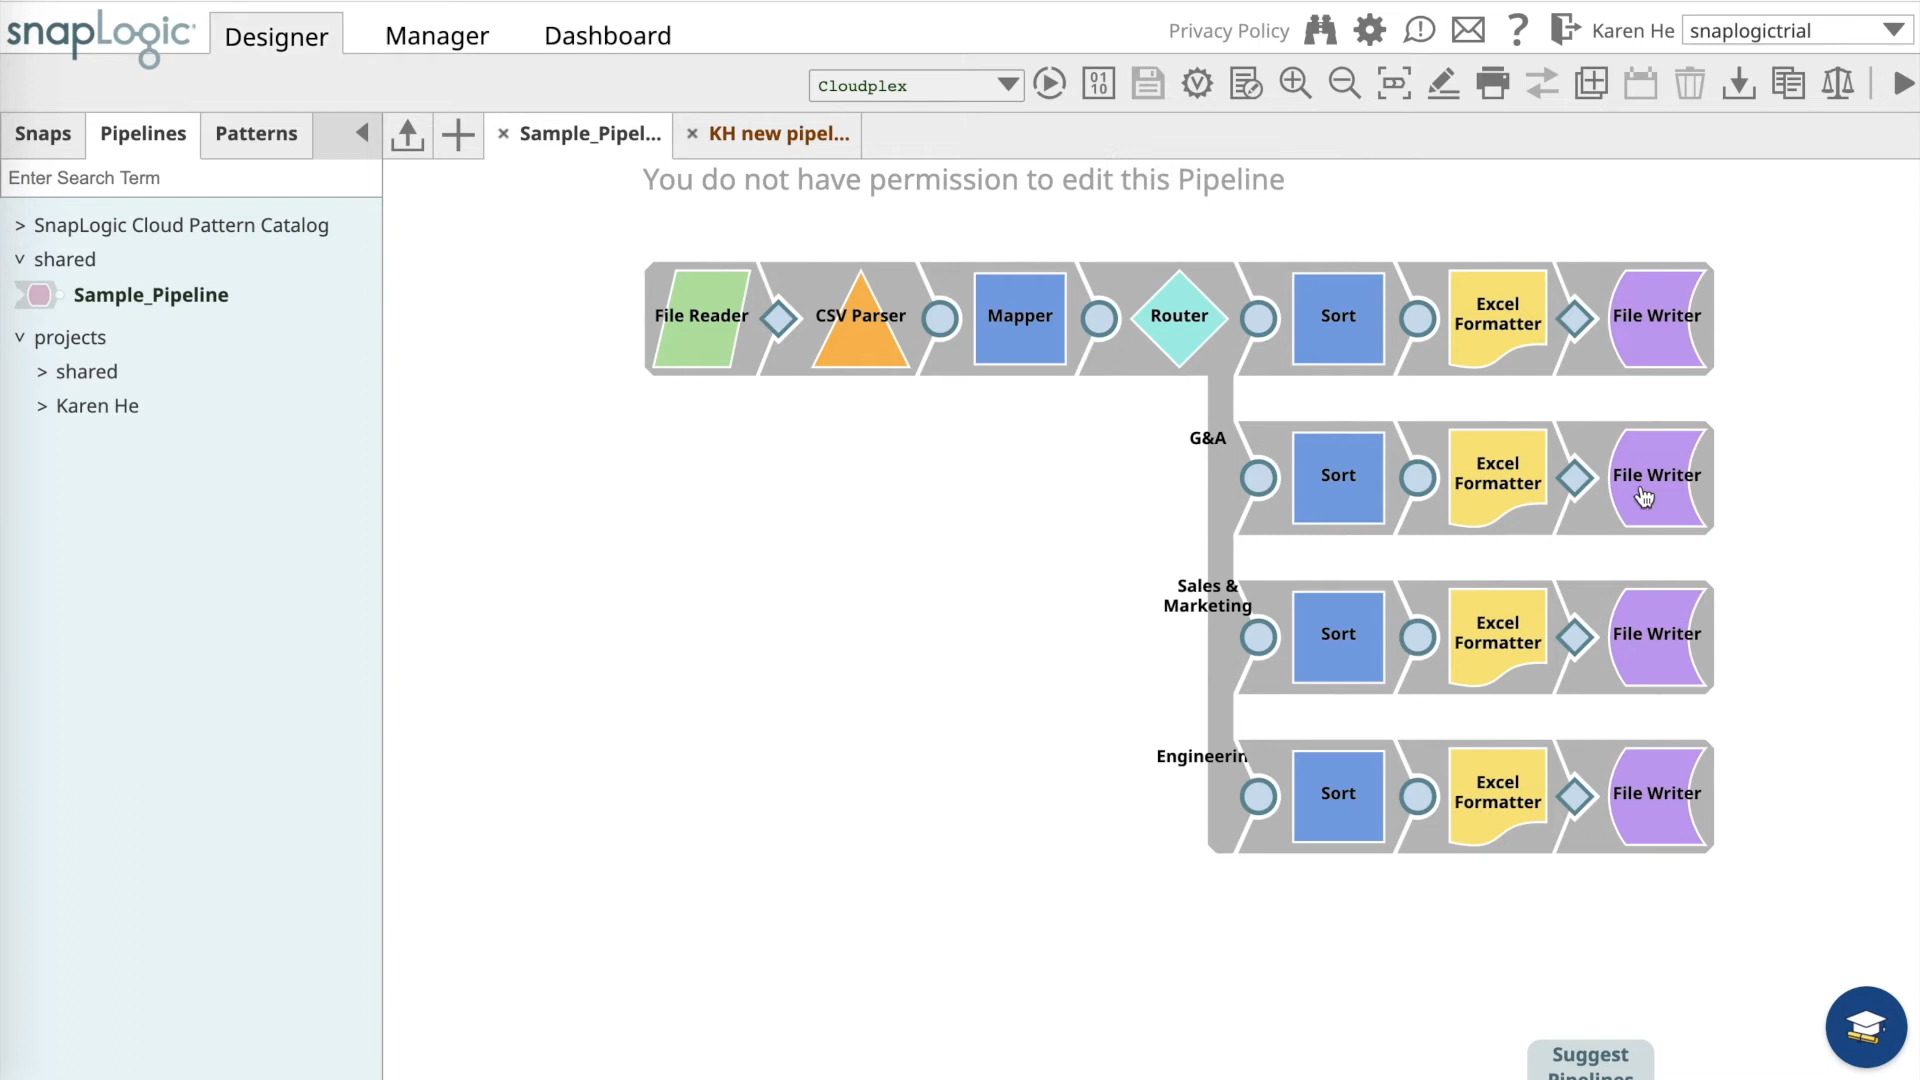 snapLogic
Designer
Manager
Dashboard
Privacy Policy
?
Karen He
snaplogictrial
Cloudplex
01
10
Snaps
Pipelines
Patterns
× Sample_Pipel...
× KH new pipel...
Enter Search Term
You do not have permission to edit this Pipeline
> SnapLogic Cloud Pattern Catalog
v shared
Sample_Pipeline
v projects
> shared
> Karen He
File Reader
CSV Parser
Mapper
Router
Sort
Excel
Formatter
File Writer
G&A
Sort
Excel
Formatter
File Writer
Sales &
Marketing
Sort
Excel
Formatter
File Writer
Engineerin
Sort
Excel
Formatter
File Writer
Suggest
Pipelines